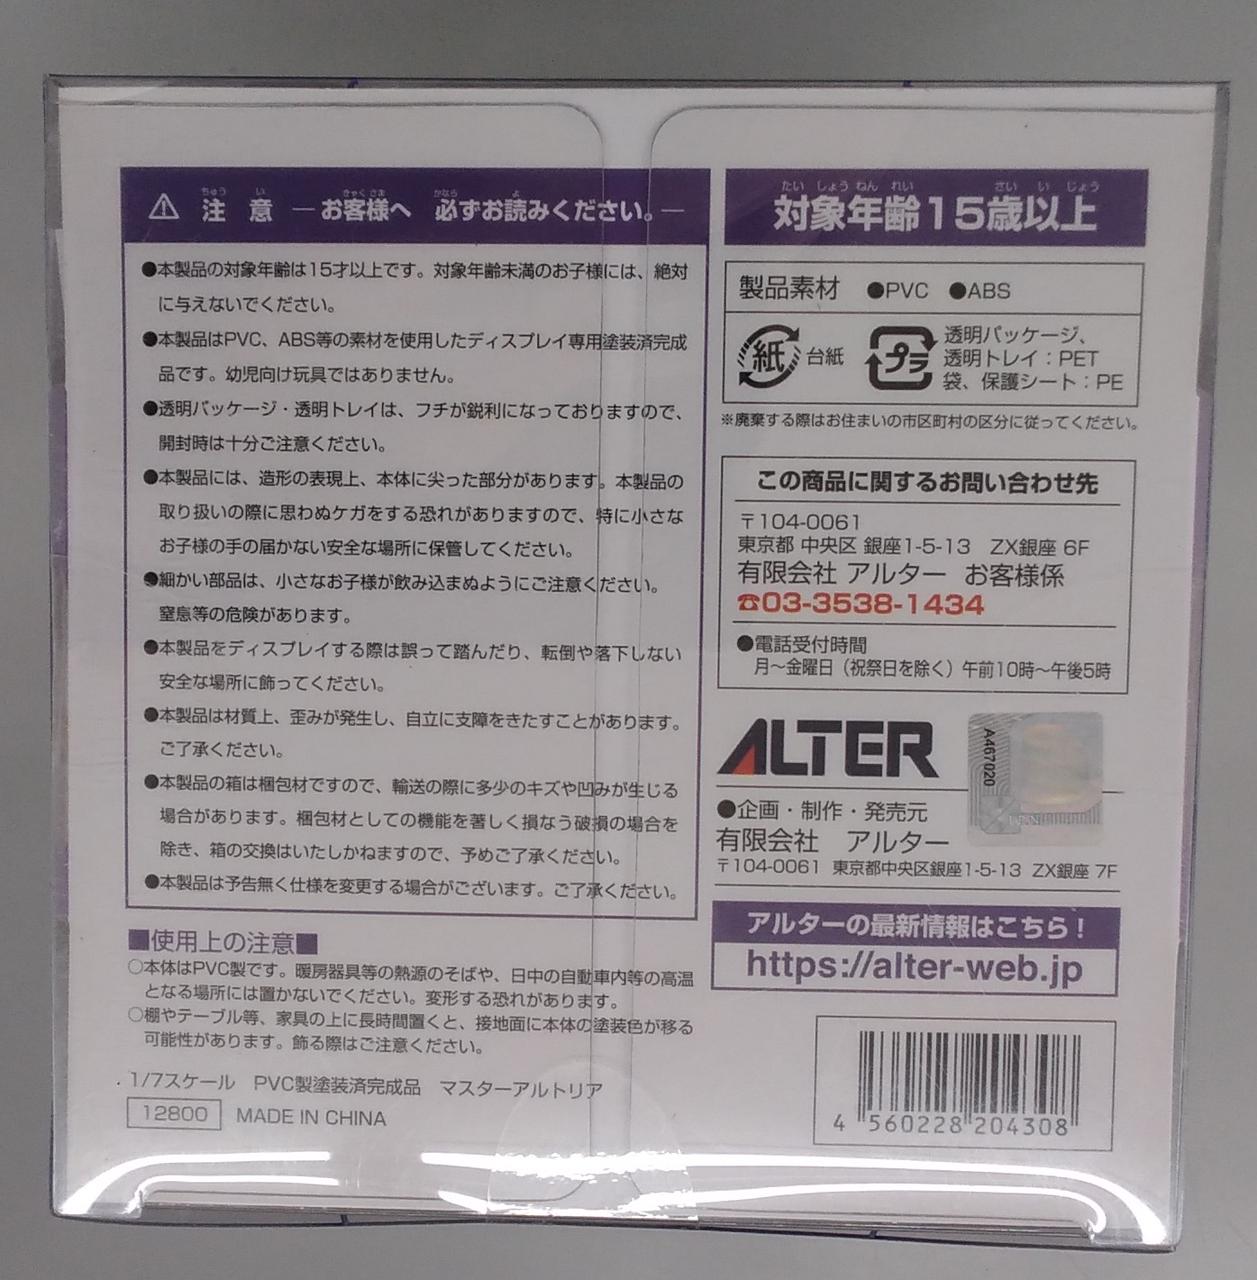 ⚠ 注意 ―お客様へ 必ずお読みください。―
●本製品の対象年齢は15才以上です。対象年齢未満のお子様には、絶対
に与えないでください。
●本製品はPVC、ABS等の素材を使用したディスプレイ専用塗装済完成
品です。幼児向け玩具ではありません。
●透明パッケージ・透明トレイは、フチが鋭利になっておりますので、
開封時は十分ご注意ください。
●本製品には、造形の表現上、本体に尖った部分があります。本製品の
取り扱いの際に思わぬケガをする恐れがありますので、特に小さな
お子様の手の届かない安全な場所に保管してください。
●細かい部品は、小さなお子様が飲み込まぬようにご注意ください。
窒息等の危険があります。
●本製品をディスプレイする際は誤って踏んだり、転倒や落下しない
安全な場所に飾ってください。
●本製品は材質上、歪みが発生し、自立に支障をきたすことがあります。
ご了承ください。
●本製品の箱は梱包材ですので、輸送の際に多少のキズや凹みが生じる
場合があります。梱包材としての機能を著しく損なう破損の場合を
除き、箱の交換はいたしかねますので、予めご了承ください。
●本製品は予告無く仕様を変更する場合がございます。ご了承ください。
■使用上の注意■
○本体はPVC製です。暖房器具等の熱源のそばや、日中の自動車内等の高温
となる場所には置かないでください。変形する恐れがあります。
○棚やテーブル等、家具の上に長時間置くと、接地面に本体の塗装色が移る
可能性があります。飾る際はご注意ください。
1/7スケール PVC製塗装済完成品 マスターアルトリア
12800 MADE IN CHINA
たい しょう ねん れい さい い じょう
対象年齢15歳以上
製品素材 ●PVC ●ABS
紙 台紙
プラ 透明パッケージ、
透明トレイ：PET
袋、保護シート：PE
※廃棄する際はお住まいの市区町村の区分に従ってください。
この商品に関するお問い合わせ先
〒104-0061
東京都 中央区 銀座1-5-13 ZX銀座 6F
有限会社 アルター お客様係
☎03-3538-1434
●電話受付時間
月〜金曜日（祝祭日を除く）午前10時〜午後5時
ALTER
A467020
●企画・制作・発売元
有限会社 アルター
〒104-0061 東京都中央区銀座1-5-13 ZX銀座 7F
アルターの最新情報はこちら！
https://alter-web.jp
4 560228 204308